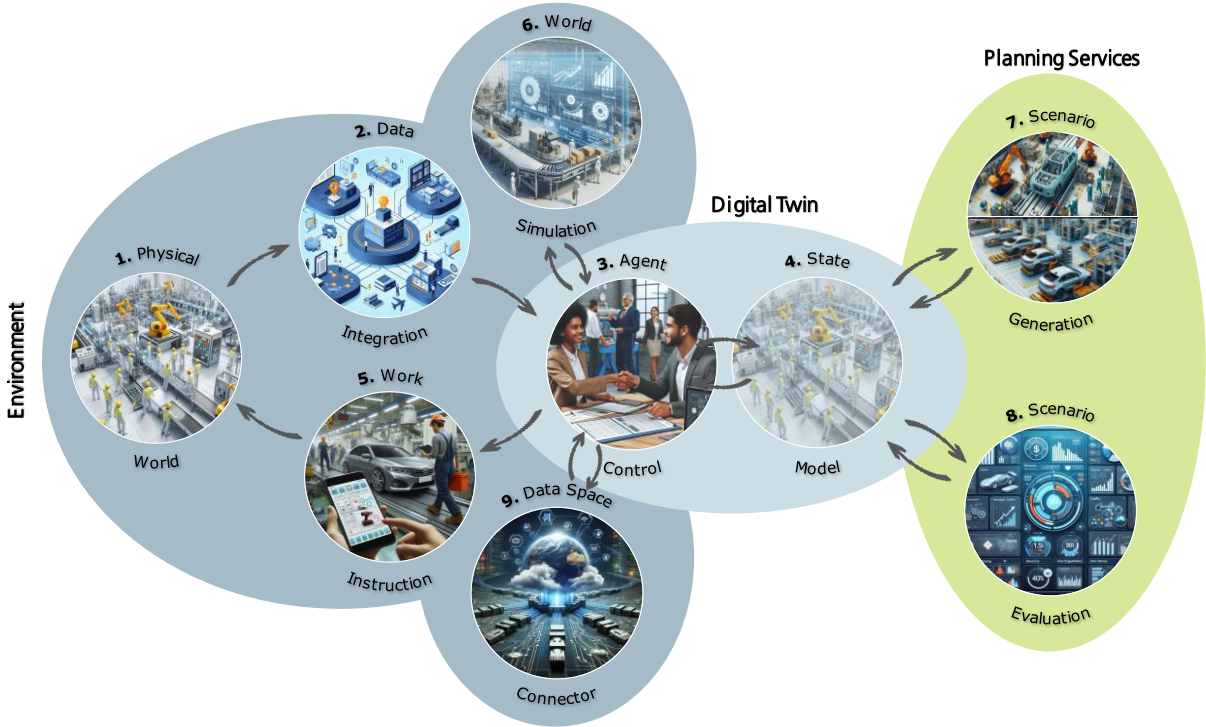 Environment
1. Physical
World
2. Data
Integration
5. Work
Instruction
6. World
Simulation
Digital Twin
3. Agent
Control
4. State
Model
9. Data Space
Connector
Planning Services
7. Scenario
Generation
8. Scenario
Evaluation
$
40%